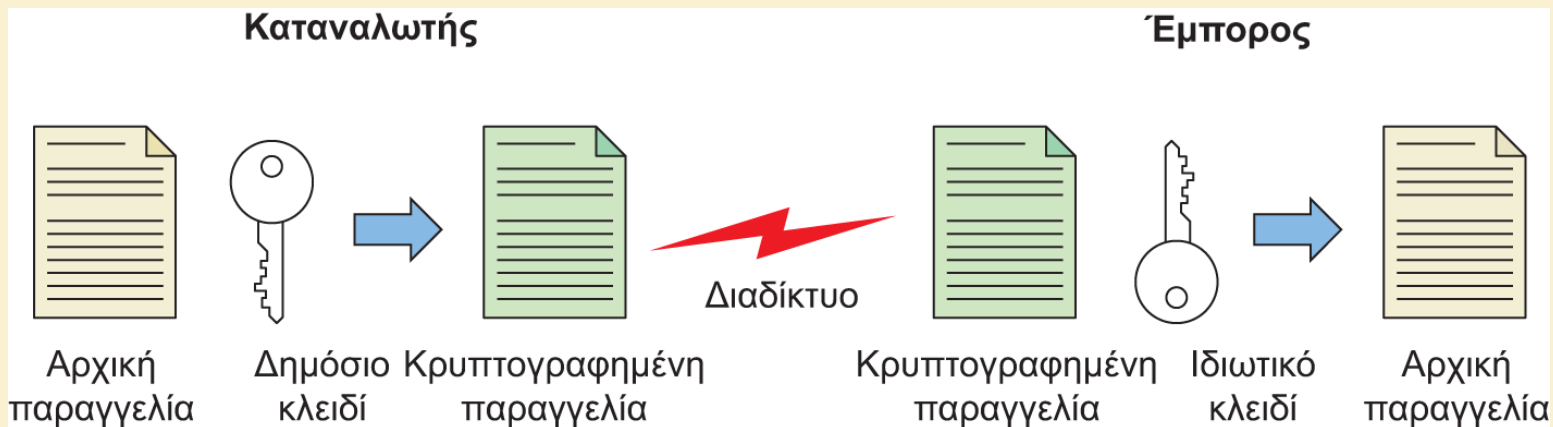 Καταναλωτής
Έμπορος
Διαδίκτυο
Αρχική
παραγγελία
Δημόσιο
κλειδί
Κρυπτογραφημένη
παραγγελία
Κρυπτογραφημένη
παραγγελία
Ιδιωτικό
κλειδί
Αρχική
παραγγελία